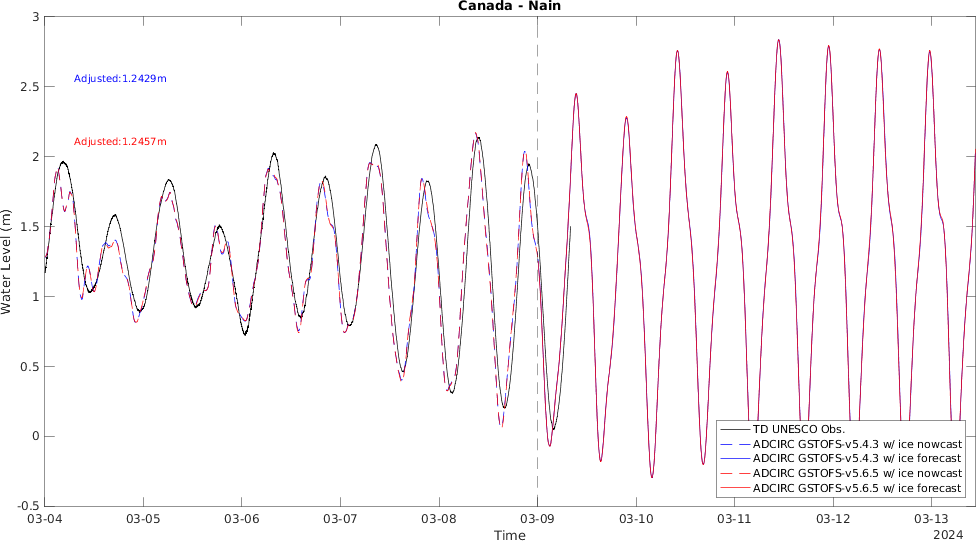 Canada - Nain
Adjusted:1.2429m
Adjusted:1.2457m
Water Level (m)
3
2.5
2
1.5
1
0.5
0
-0.5
TD UNESCO Obs.
ADCIRC GSTOFS-v5.4.3 w/ ice nowcast
ADCIRC GSTOFS-v5.4.3 w/ ice forecast
ADCIRC GSTOFS-v5.6.5 w/ ice nowcast
ADCIRC GSTOFS-v5.6.5 w/ ice forecast
03-04 03-05 03-06 03-07 03-08 03-09 03-10 03-11 03-12 03-13
Time
2024